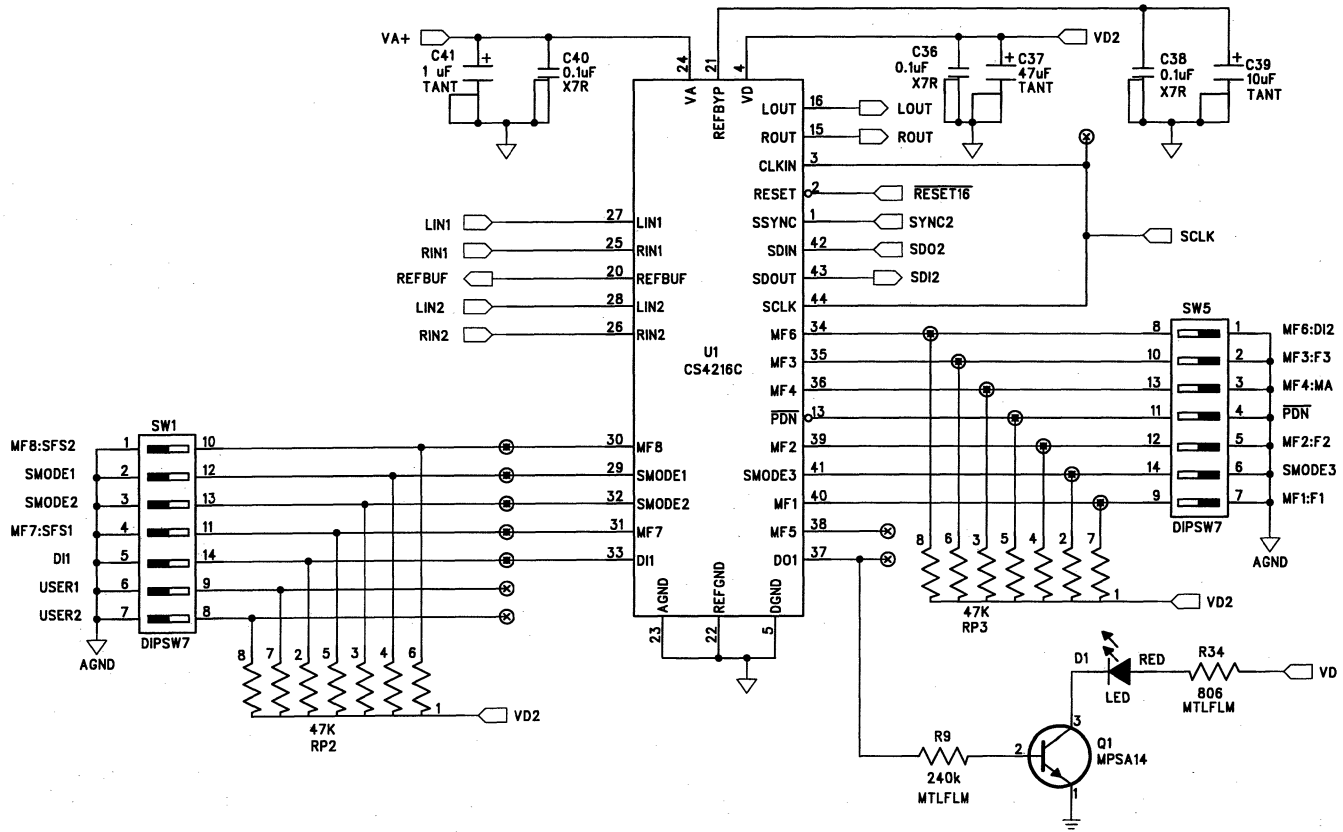 VA+
C41
1 uF
TANT
C40
0.1uF
X7R
24
21
4
VA
REFBYP
VD
C36
0.1uF
X7R
C37
47uF
TANT
VD2
C38
0.1uF
X7R
C39
10uF
TANT
LOUT 16 LOUT
ROUT 15 ROUT
CLKIN 3
RESET 2 RESET16
SSYNC 1 SYNC2
SDIN 42 SDO2
SDOUT 43 SDI2
SCLK 44
SCLK
LIN1 27 LIN1
RIN1 25 RIN1
REFBUF 20 REFBUF
LIN2 28 LIN2
RIN2 26 RIN2
U1
CS4216C
SW5
MF6 34 8 1 MF6:DI2
MF3 35 10 2 MF3:F3
MF4 36 13 3 MF4:MA
PDN 13 11 4 PDN
MF2 39 12 5 MF2:F2
SMODE3 41 14 6 SMODE3
MF1 40 9 7 MF1:F1
DIPSW7
AGND
MF5 38
DO1 37
8 6 3 5 4 2 7
1
47K
RP3
VD2
SW1
MF8:SFS2 1 10 30 MF8
SMODE1 2 12 29 SMODE1
SMODE2 3 13 32 SMODE2
MF7:SFS1 4 11 31 MF7
DI1 5 14 33 DI1
USER1 6 9
USER2 7 8
DIPSW7
AGND
8 7 2 5 3 4 6
1
47K
RP2
VD2
AGND
REFGND
DGND
23
22
5
D1
RED
LED
R34
806
MTLFLM
VD
R9
240k
MTLFLM
2
3
1
Q1
MPSA14